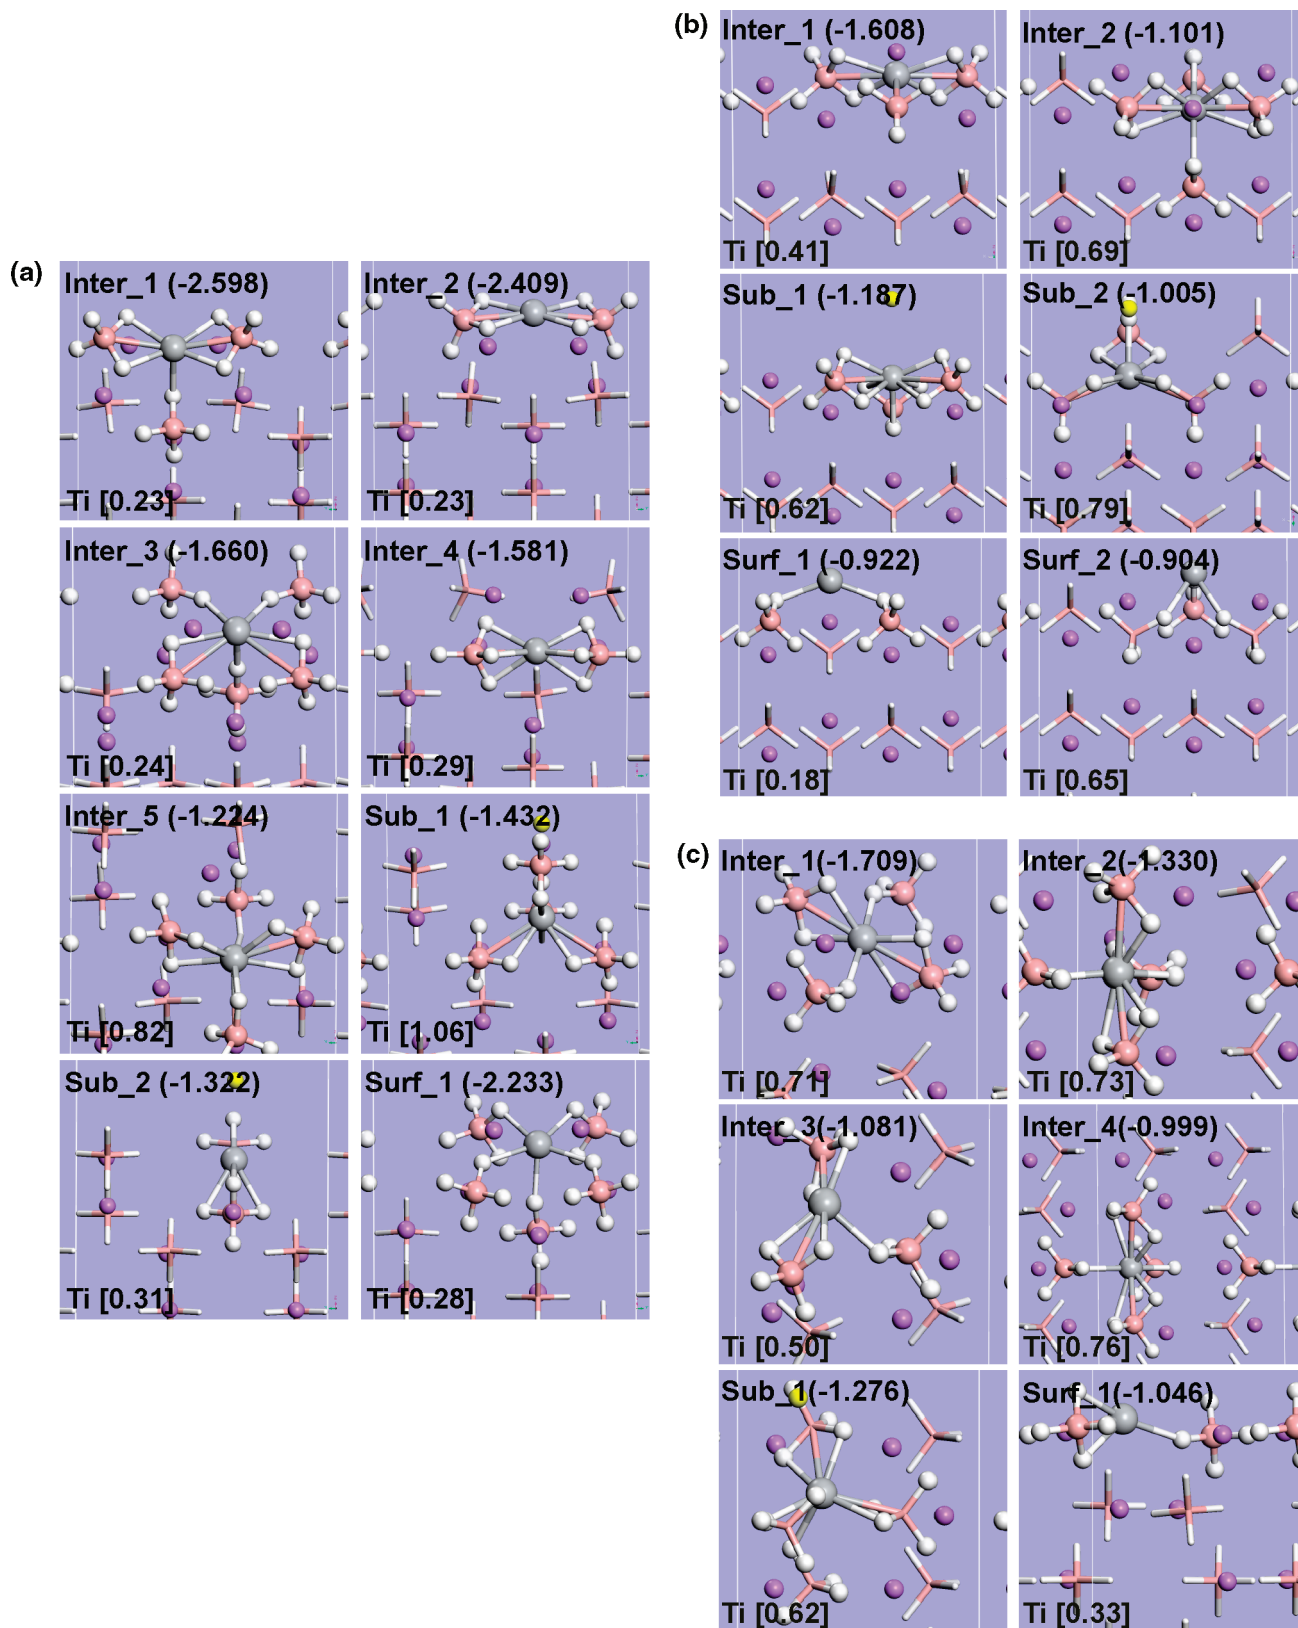 (a)
Inter_1 (-2.598)
Ti [0.23]
Inter_2 (-2.409)
Ti [0.23]
Inter_3 (-1.660)
Ti [0.24]
Inter_4 (-1.581)
Ti [0.29]
Inter_5 (-1.224)
Ti [0.82]
Sub_1 (-1.432)
Ti [1.06]
Sub_2 (-1.322)
Ti [0.31]
Surf_1 (-2.233)
Ti [0.28]
(b)
Inter_1 (-1.608)
Ti [0.41]
Inter_2 (-1.101)
Ti [0.69]
Sub_1 (-1.187)
Ti [0.62]
Sub_2 (-1.005)
Ti [0.79]
Surf_1 (-0.922)
Ti [0.18]
Surf_2 (-0.904)
Ti [0.65]
(c)
Inter_1(-1.709)
Ti [0.71]
Inter_2(-1.330)
Ti [0.73]
Inter_3(-1.081)
Ti [0.50]
Inter_4(-0.999)
Ti [0.76]
Sub_1(-1.276)
Ti [0.62]
Surf_1(-1.046)
Ti [0.33]